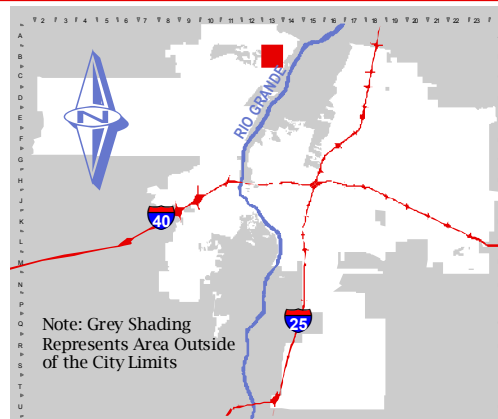 2 3 4 5 6 7 8 9 10 11 12 13 14 15 16 17 18 19 20 21 22 23
A
B
C
D
E
F
G
H
J
K
L
M
N
P
Q
R
S
T
U
N
RIO GRANDE
40
25
Note: Grey Shading
Represents Area Outside
of the City Limits